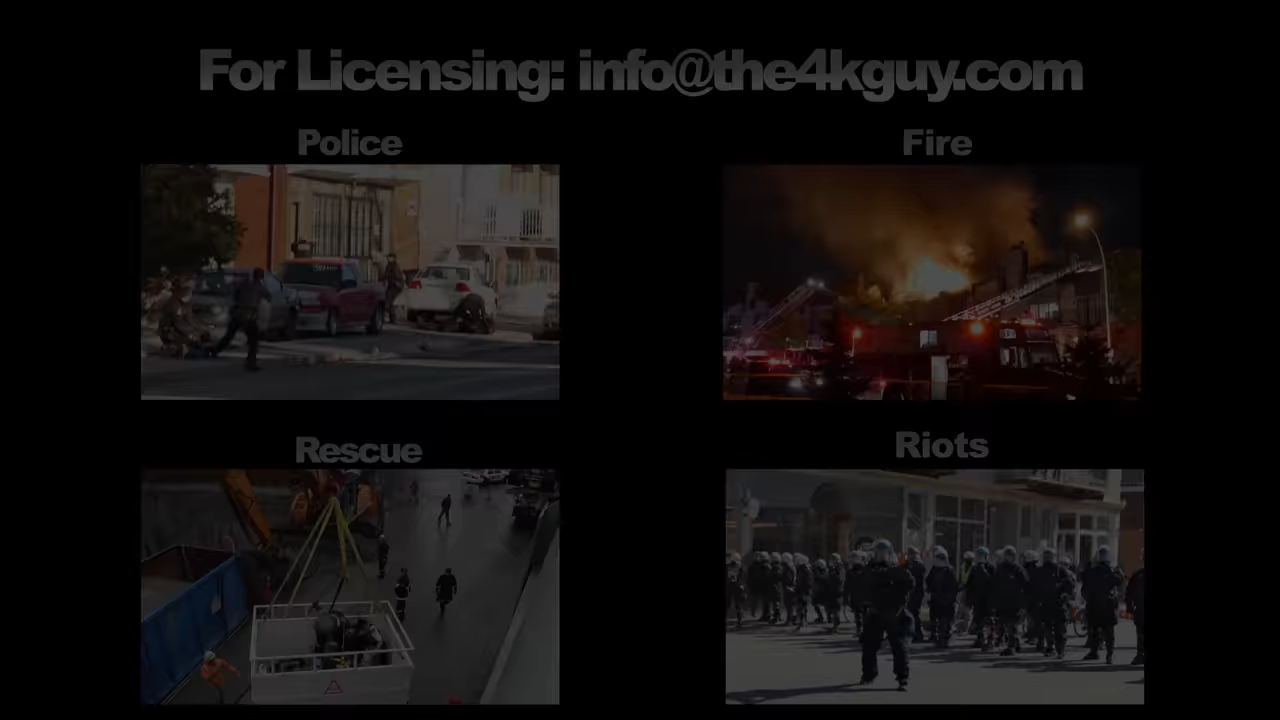 For Licensing: info@the4kguy.com
Police
Fire
Rescue
Riots